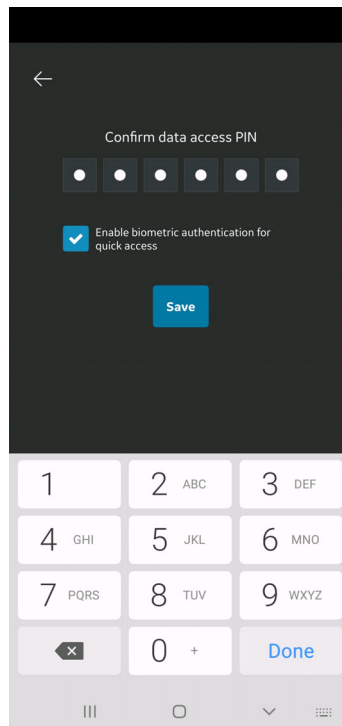 Confirm data access PIN
Enable biometric authentication for
quick access
Save
1
2 ABC
3 DEF
4 GHI
5 JKL
6 MNO
7 PQRS
8 TUV
9 WXYZ
0 +
Done